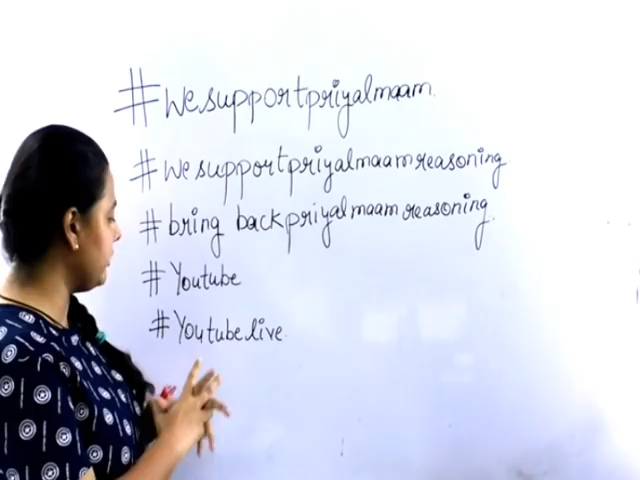 #wesupportpriyalmaam
#wesupportpriyalmaamreasoning
#bring backpriyalmaamreasoning
#Youtube
#Youtubelive